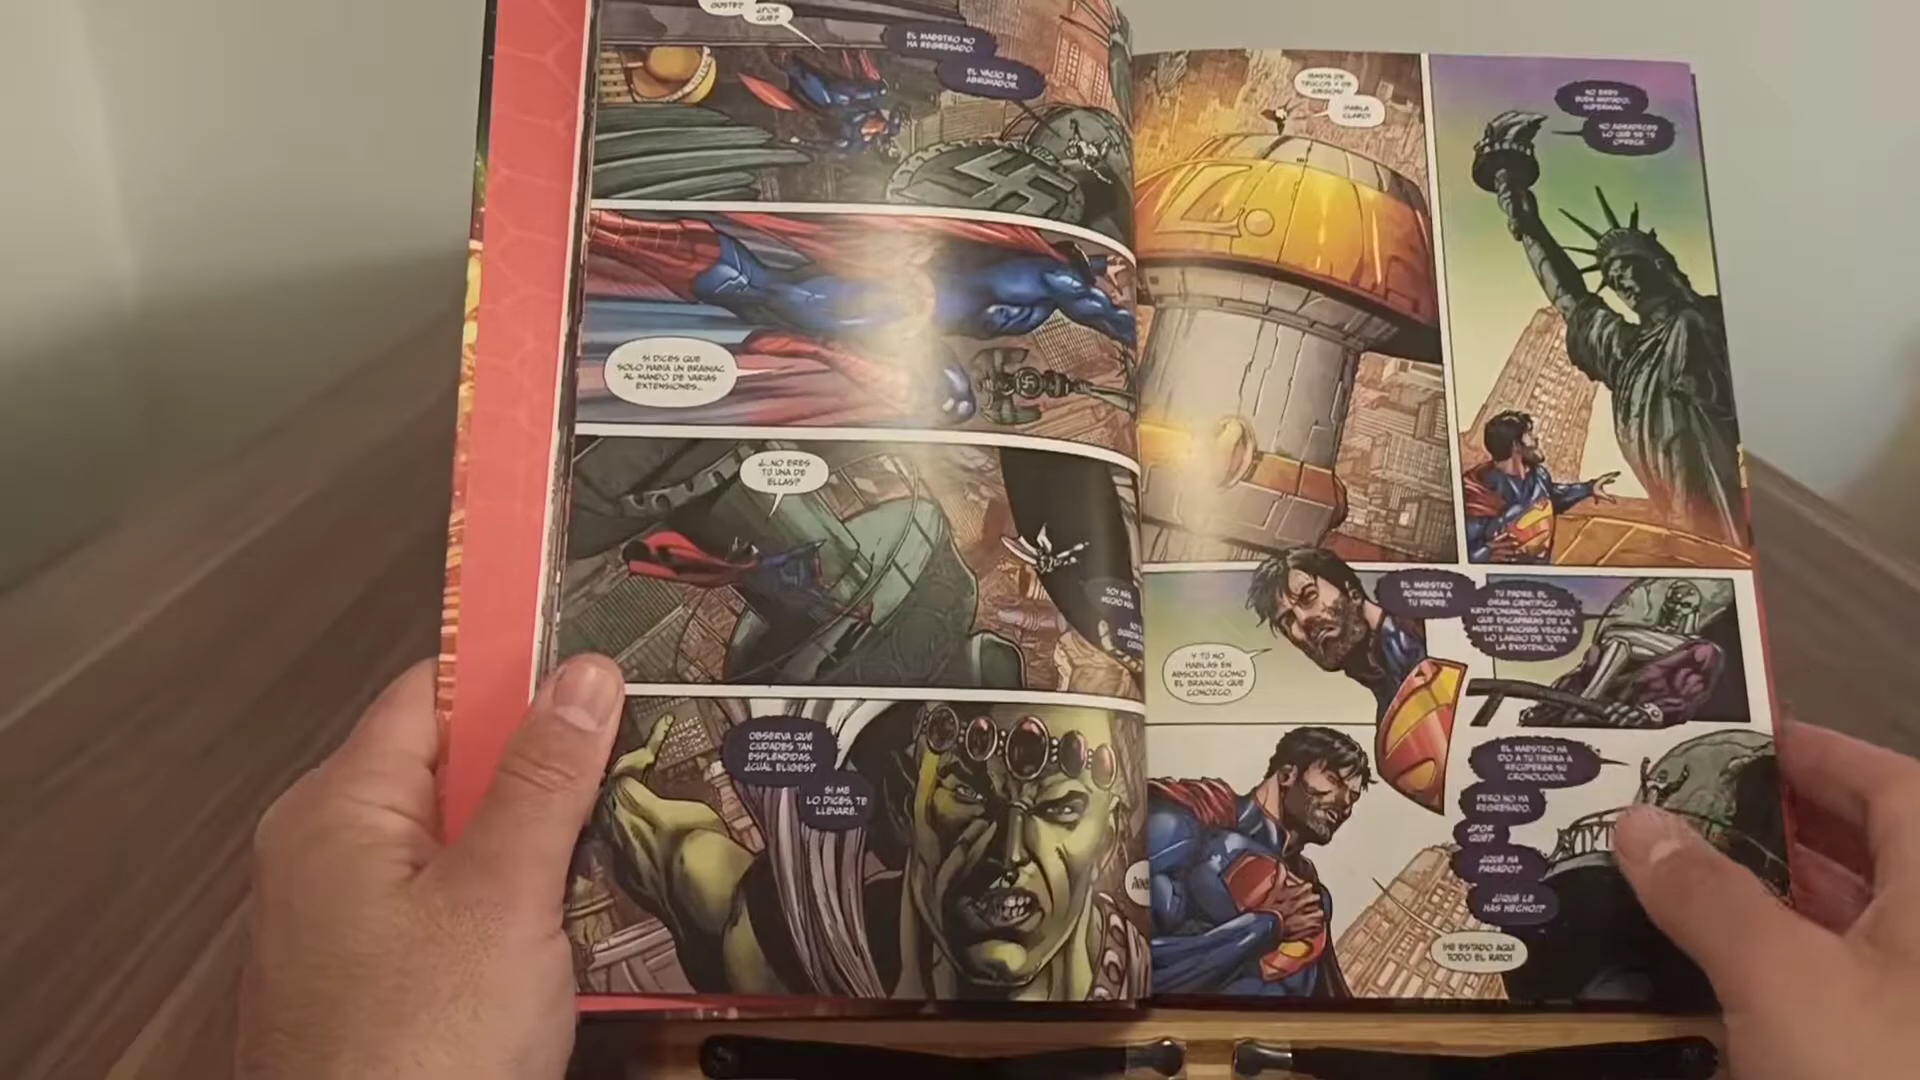 GUSTE?
¿POR
QUÉ?
EL MAESTRO NO
HA REGRESADO.
EL VACÍO ES
ABRUMADOR.
SI DICES QUE
SOLO HABÍA UN BRAINIAC
AL MANDO DE VARIAS
EXTENSIONES...
¿...NO ERES
TÚ UNA DE
ELLAS?
SOY MÁS,
MUCHO MÁS.
OBSERVA QUÉ
CIUDADES TAN
ESPLÉNDIDAS.
¿CUÁL ELIGES?
SI ME
LO DICES, TE
LLEVARÉ.
BASTA DE
TRUCOS
¡HABLA
CLARO!
NO ERES
BUEN INVITADO,
SUPERMAN.
NO AGRADECES
LO QUE SE TE
OFRECE.
EL MAESTRO
ADMIRABA A
TU PADRE.
TU PADRE, EL
GRAN CIENTÍFICO
KRYPTONIANO, CONSIGUIÓ
QUE ESCAPARAS DE LA
MUERTE MUCHAS VECES, A
LO LARGO DE TODA
LA EXISTENCIA.
Y TÚ NO
HABLAS EN
ABSOLUTO COMO
EL BRAINIAC QUE
CONOZCO.
EL MAESTRO HA
IDO A TU TIERRA A
RECUPERAR SU
CRONOLOGÍA.
PERO NO HA
REGRESADO.
¿POR
QUÉ?
¿QUÉ HA
PASADO?
¿¡QUÉ LE
HAS HECHO!?
¡HE ESTADO AQUÍ
TODO EL RATO!